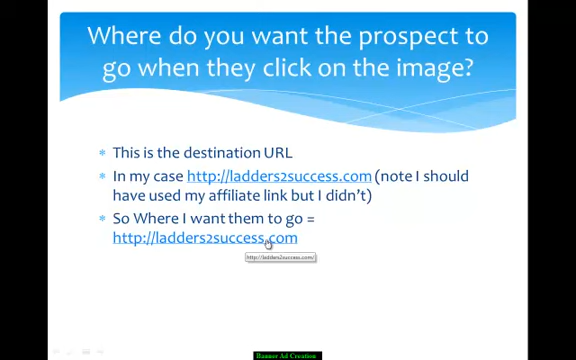 Where do you want the prospect to
go when they click on the image?
This is the destination URL
In my case http://ladders2success.com (note I should
have used my affiliate link but I didn't)
So Where I want them to go =
http://ladders2success.com
http://ladders2success.com/
Banner Ad Creation